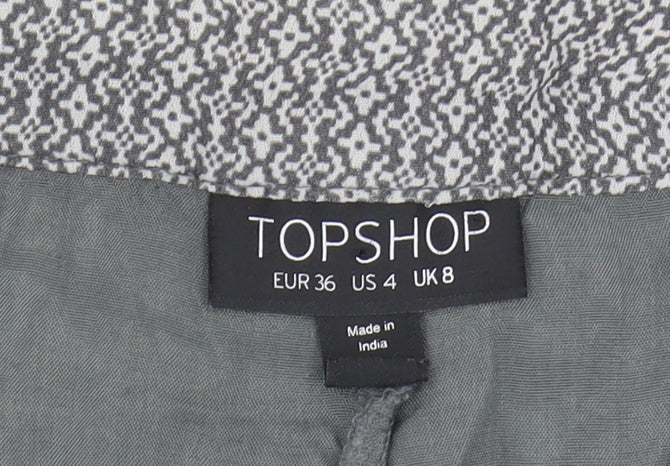 TOPSHOP
EUR 36 US 4 UK 8
Made in
India